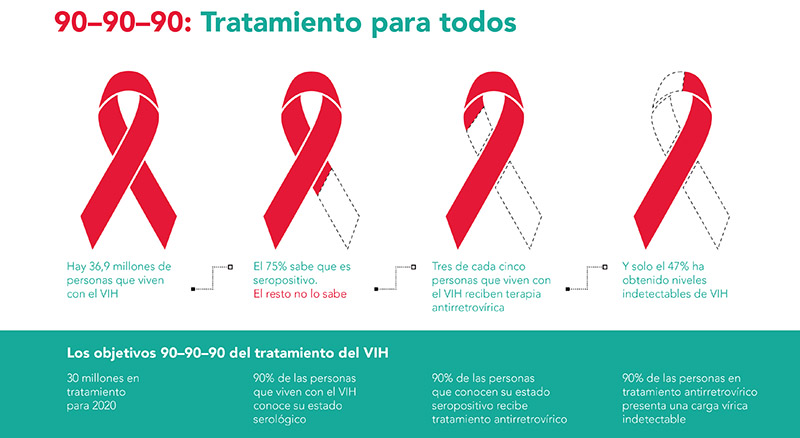 90–90–90: Tratamiento para todos
Hay 36,9 millones de
personas que viven
con el VIH
El 75% sabe que es
seropositivo.
El resto no lo sabe
Tres de cada cinco
personas que viven con
el VIH reciben terapia
antirretrovírica
Y solo el 47% ha
obtenido niveles
indetectables de VIH
Los objetivos 90–90–90 del tratamiento del VIH
30 millones en
tratamiento
para 2020
90% de las personas
que viven con el VIH
conoce su estado
serológico
90% de las personas
que conocen su estado
seropositivo recibe
tratamiento antirretrovírico
90% de las personas en
tratamiento antirretrovírico
presenta una carga vírica
indetectable